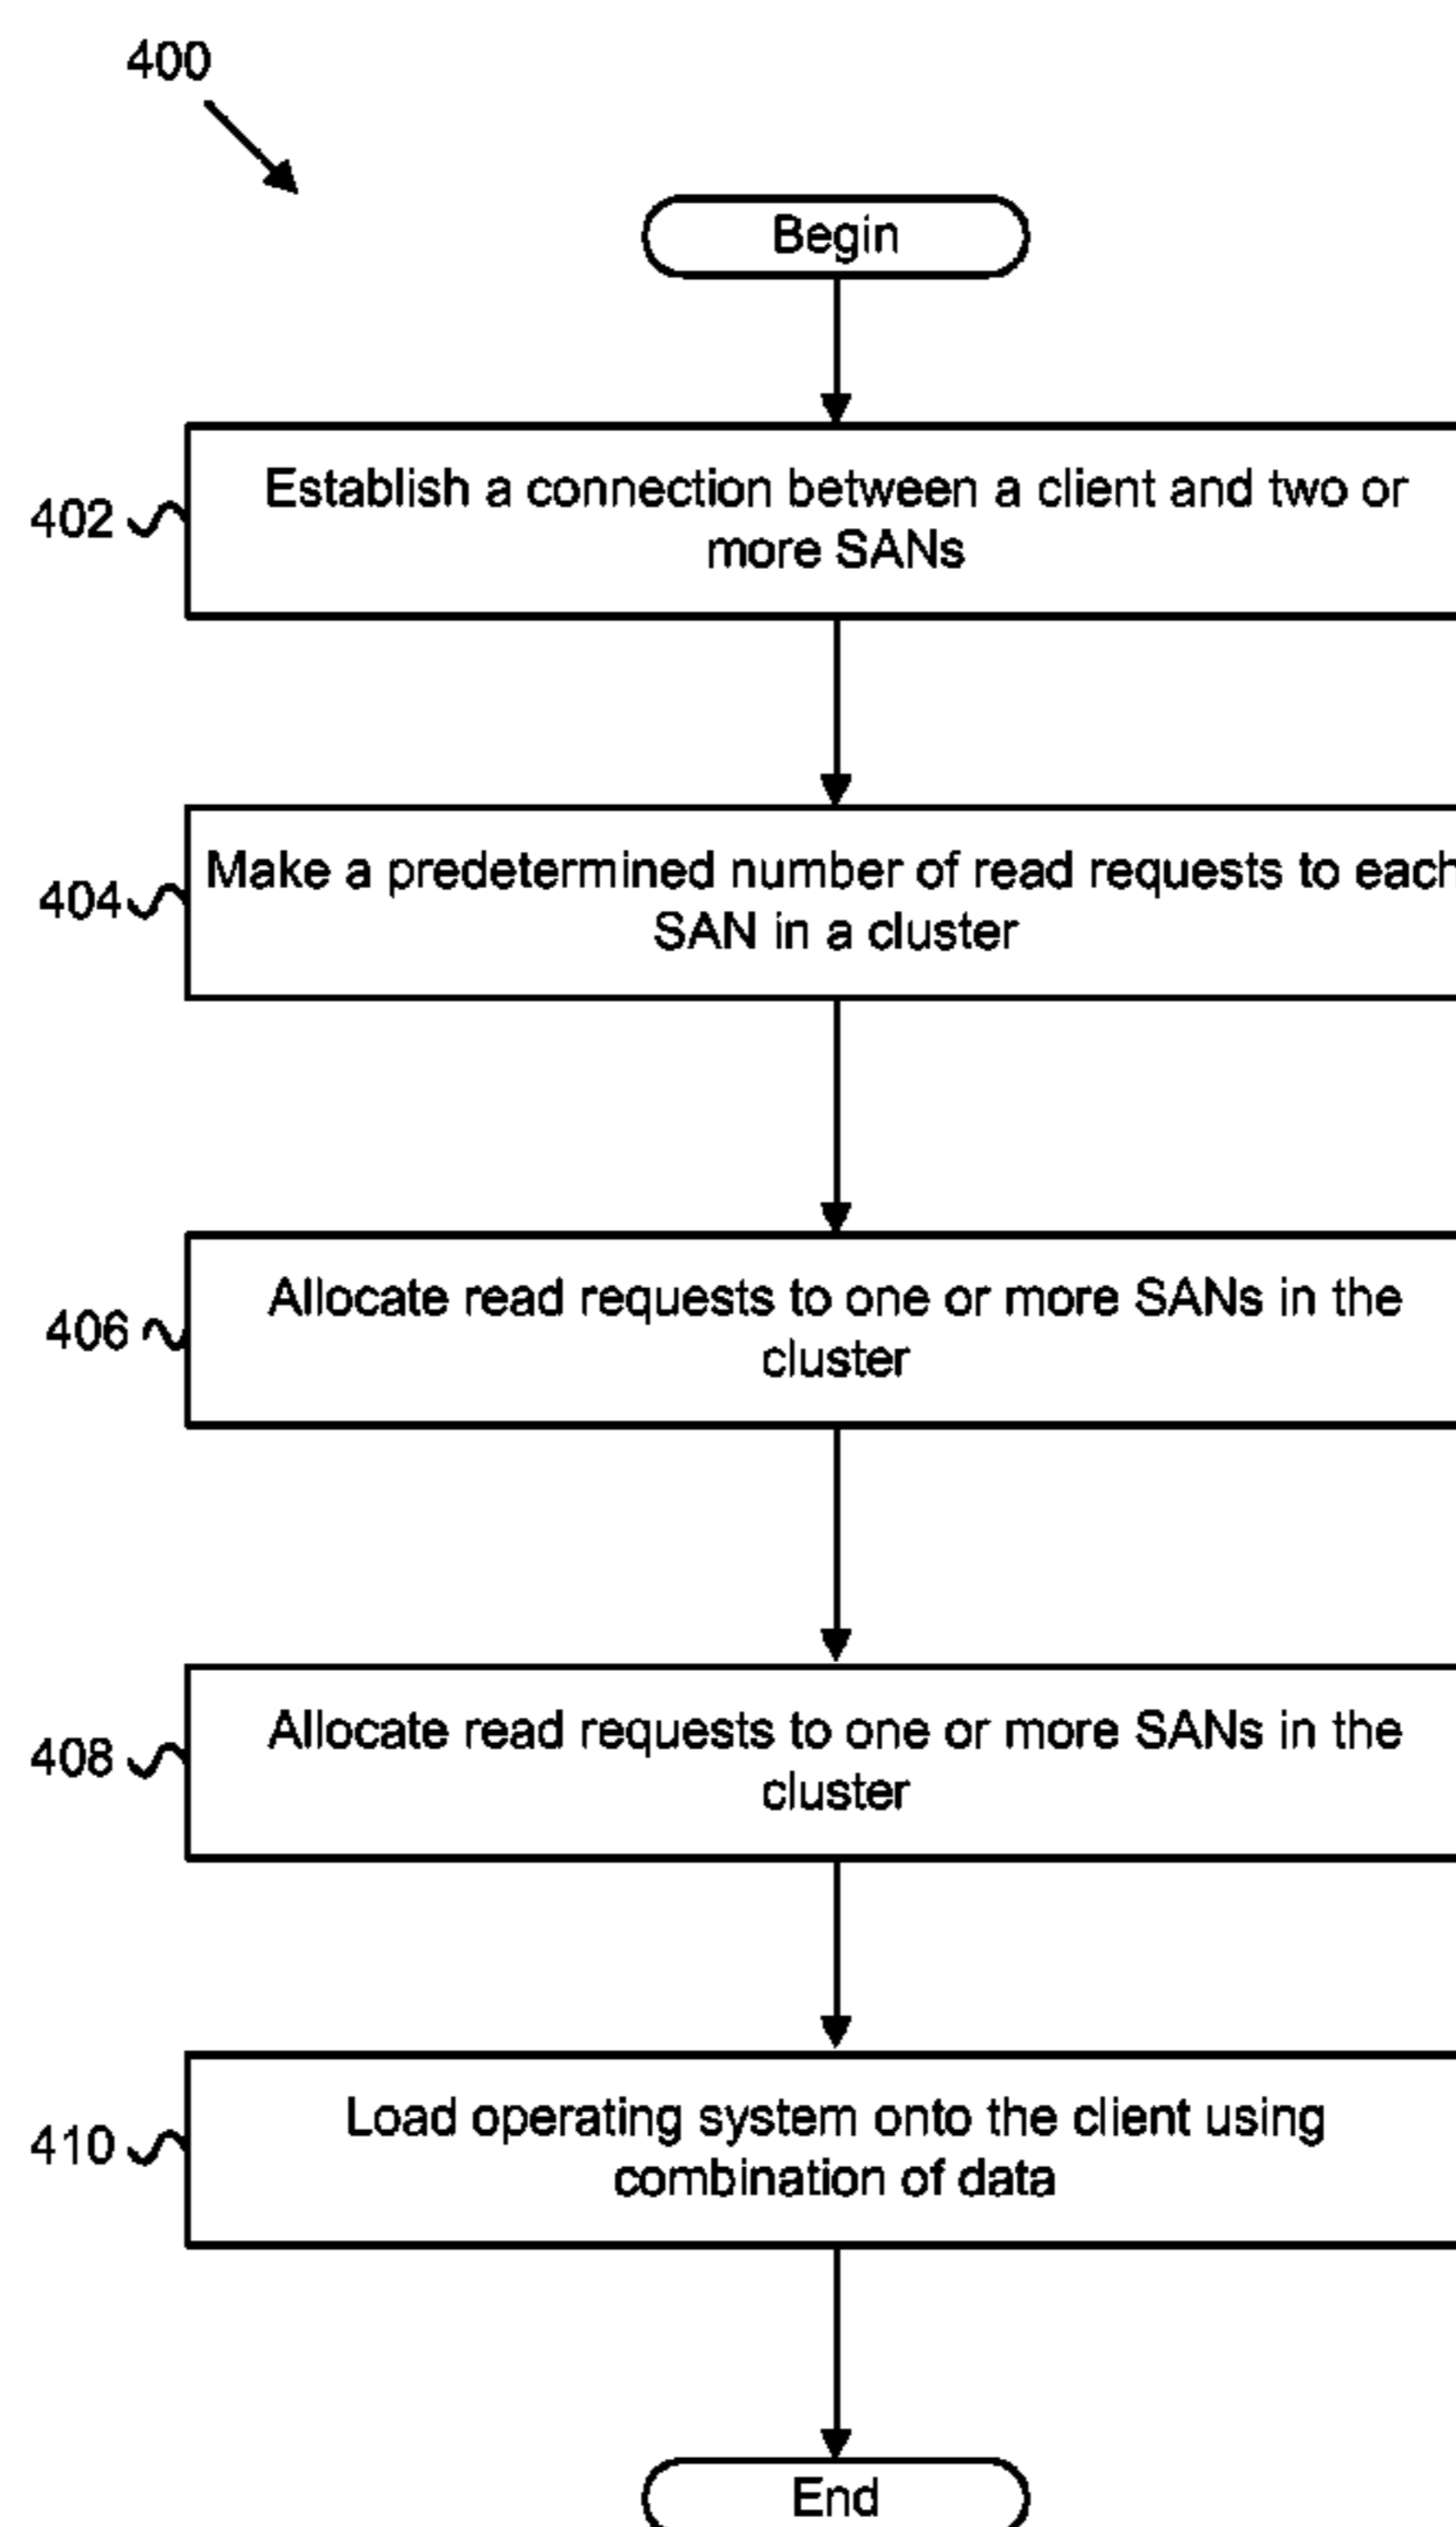 400
Begin
402
Establish a connection between a client and two or
more SANs
404
Make a predetermined number of read requests to each
SAN in a cluster
406
Allocate read requests to one or more SANs in the
cluster
408
Allocate read requests to one or more SANs in the
cluster
410
Load operating system onto the client using
combination of data
End